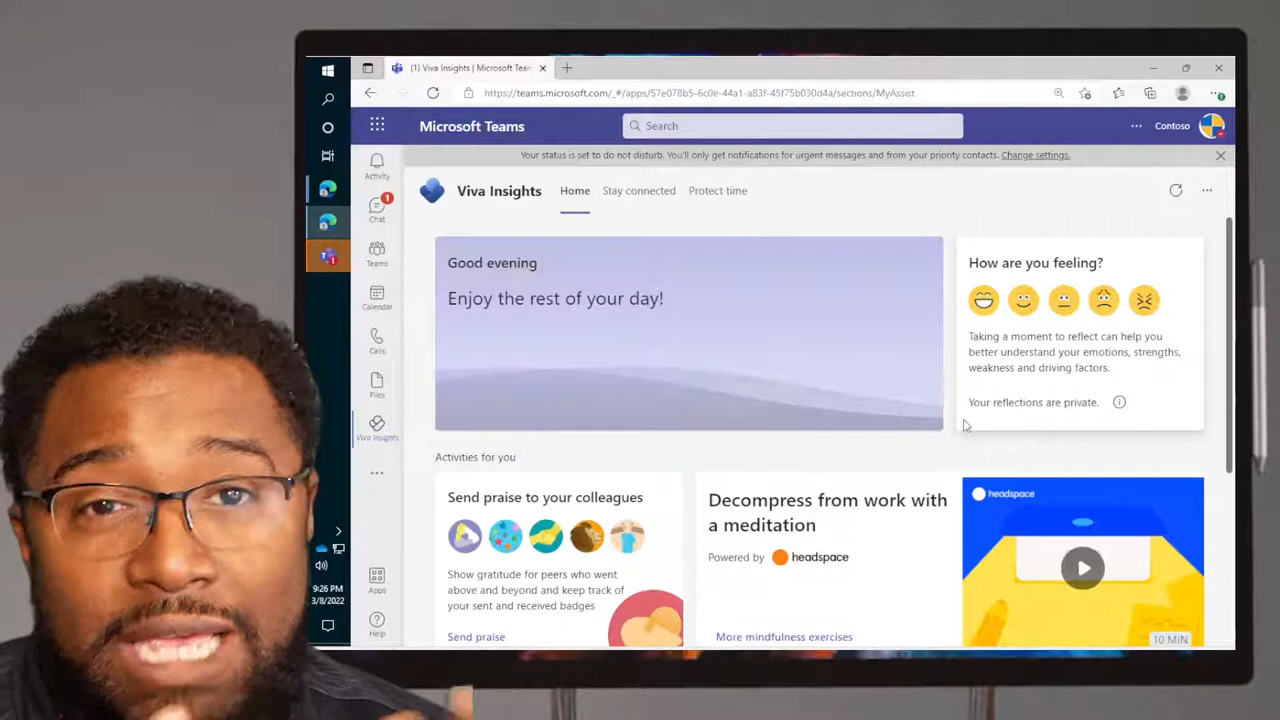 (1) Viva Insights | Microsoft Team
https://teams.microsoft.com/_#/apps/57e078b5-6c0e-44a1-a83f-45f75b030d4a/sections/MyAssist
Microsoft Teams
Search
Contoso
Your status is set to do not disturb. You'll only get notifications for urgent messages and from your priority contacts. Change settings.
Activity
1
Chat
Teams
Calendar
Calls
Files
Viva Insights
Apps
Help
Viva Insights
Home
Stay connected
Protect time
Good evening
Enjoy the rest of your day!
How are you feeling?
Taking a moment to reflect can help you
better understand your emotions, strengths,
weakness and driving factors.
Your reflections are private.
Activities for you
Send praise to your colleagues
Show gratitude for peers who went
above and beyond and keep track of
your sent and received badges
Send praise
Decompress from work with
a meditation
Powered by headspace
More mindfulness exercises
headspace
10 MIN
9:26 PM
3/8/2022